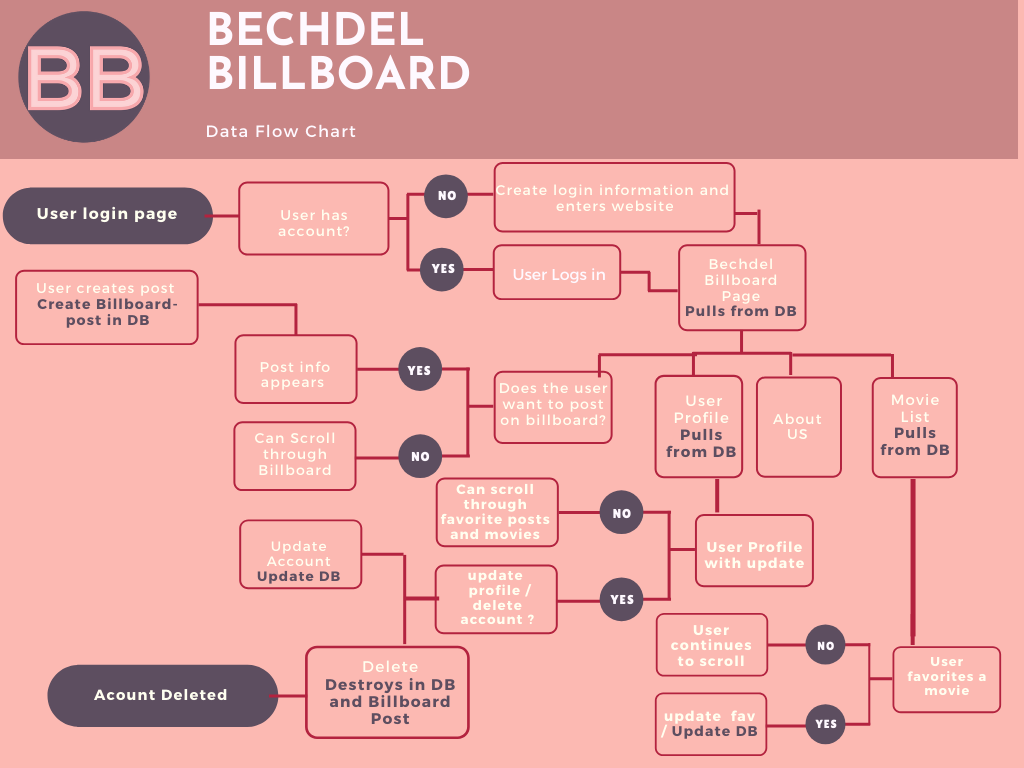 BB
BECHDEL
BILLBOARD
Data Flow Chart
User login page
User has
account?
NO
Create login information and
enters website
YES
User Logs in
Bechdel
Billboard
Page
Pulls from DB
User creates post
Create Billboard-
post in DB
Post info
appears
YES
Does the user
want to post
on billboard?
User
Profile
Pulls
from DB
About
US
Movie
List
Pulls
from DB
Can Scroll
through
Billboard
NO
Can scroll
through
favorite posts
and movies
NO
User Profile
with update
Update
Account
Update DB
update
profile /
delete
account ?
YES
User
continues
to scroll
NO
User
favorites a
movie
Delete
Destroys in DB
and Billboard
Post
Acount Deleted
update fav
/ Update DB
YES